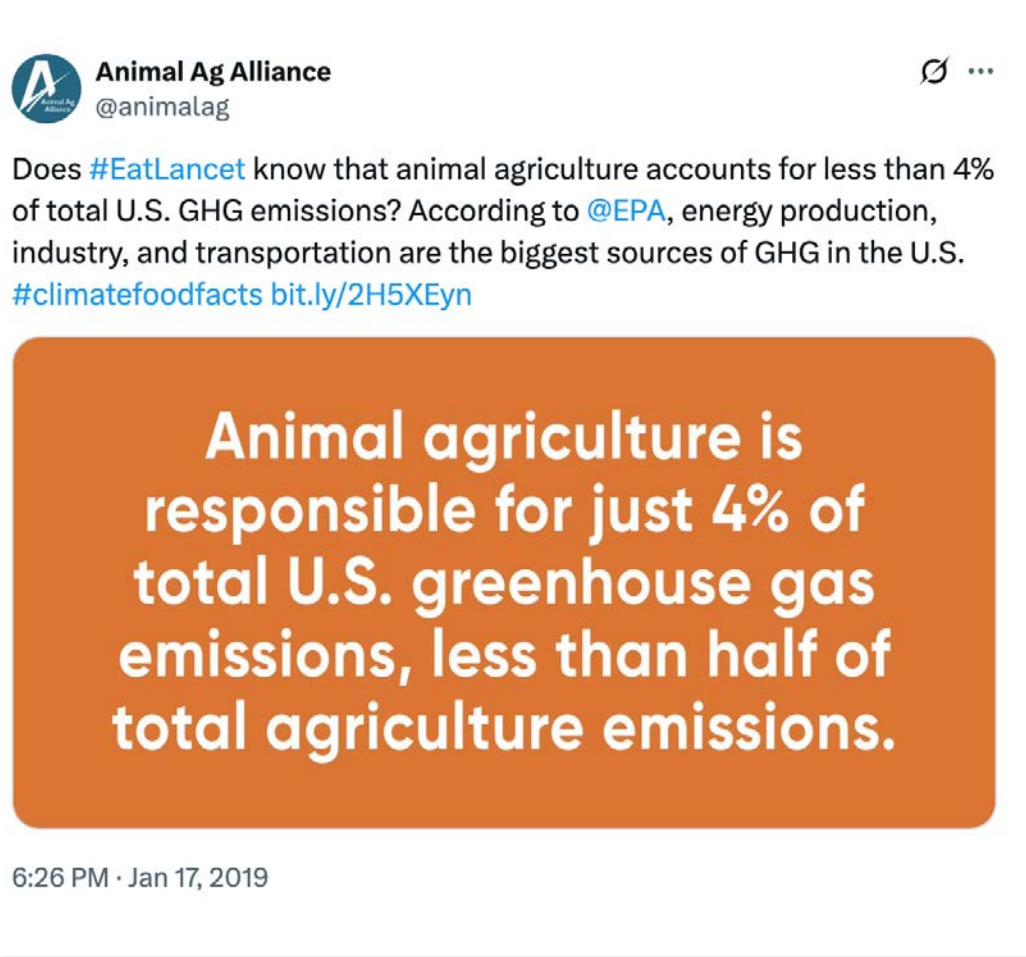 Animal Ag Alliance
@animalag
Does #EatLancet know that animal agriculture accounts for less than 4%
of total U.S. GHG emissions? According to @EPA, energy production,
industry, and transportation are the biggest sources of GHG in the U.S.
#climatefoodfacts bit.ly/2H5XEyn
Animal agriculture is
responsible for just 4% of
total U.S. greenhouse gas
emissions, less than half of
total agriculture emissions.
6:26 PM · Jan 17, 2019
A
Animal Ag
Alliance